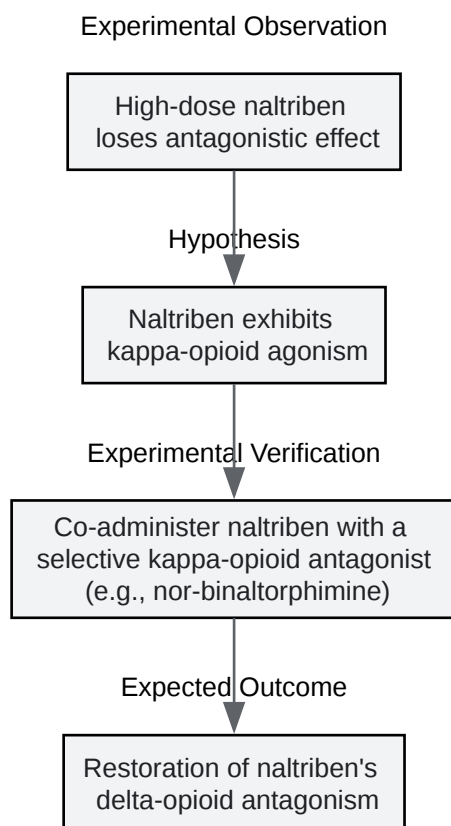 Experimental Observation
High-dose naltriben
loses antagonistic effect
Hypothesis
Naltriben exhibits
kappa-opioid agonism
Experimental Verification
Co-administer naltriben with a
selective kappa-opioid antagonist
(e.g., nor-binaltorphimine)
Expected Outcome
Restoration of naltriben's
delta-opioid antagonism